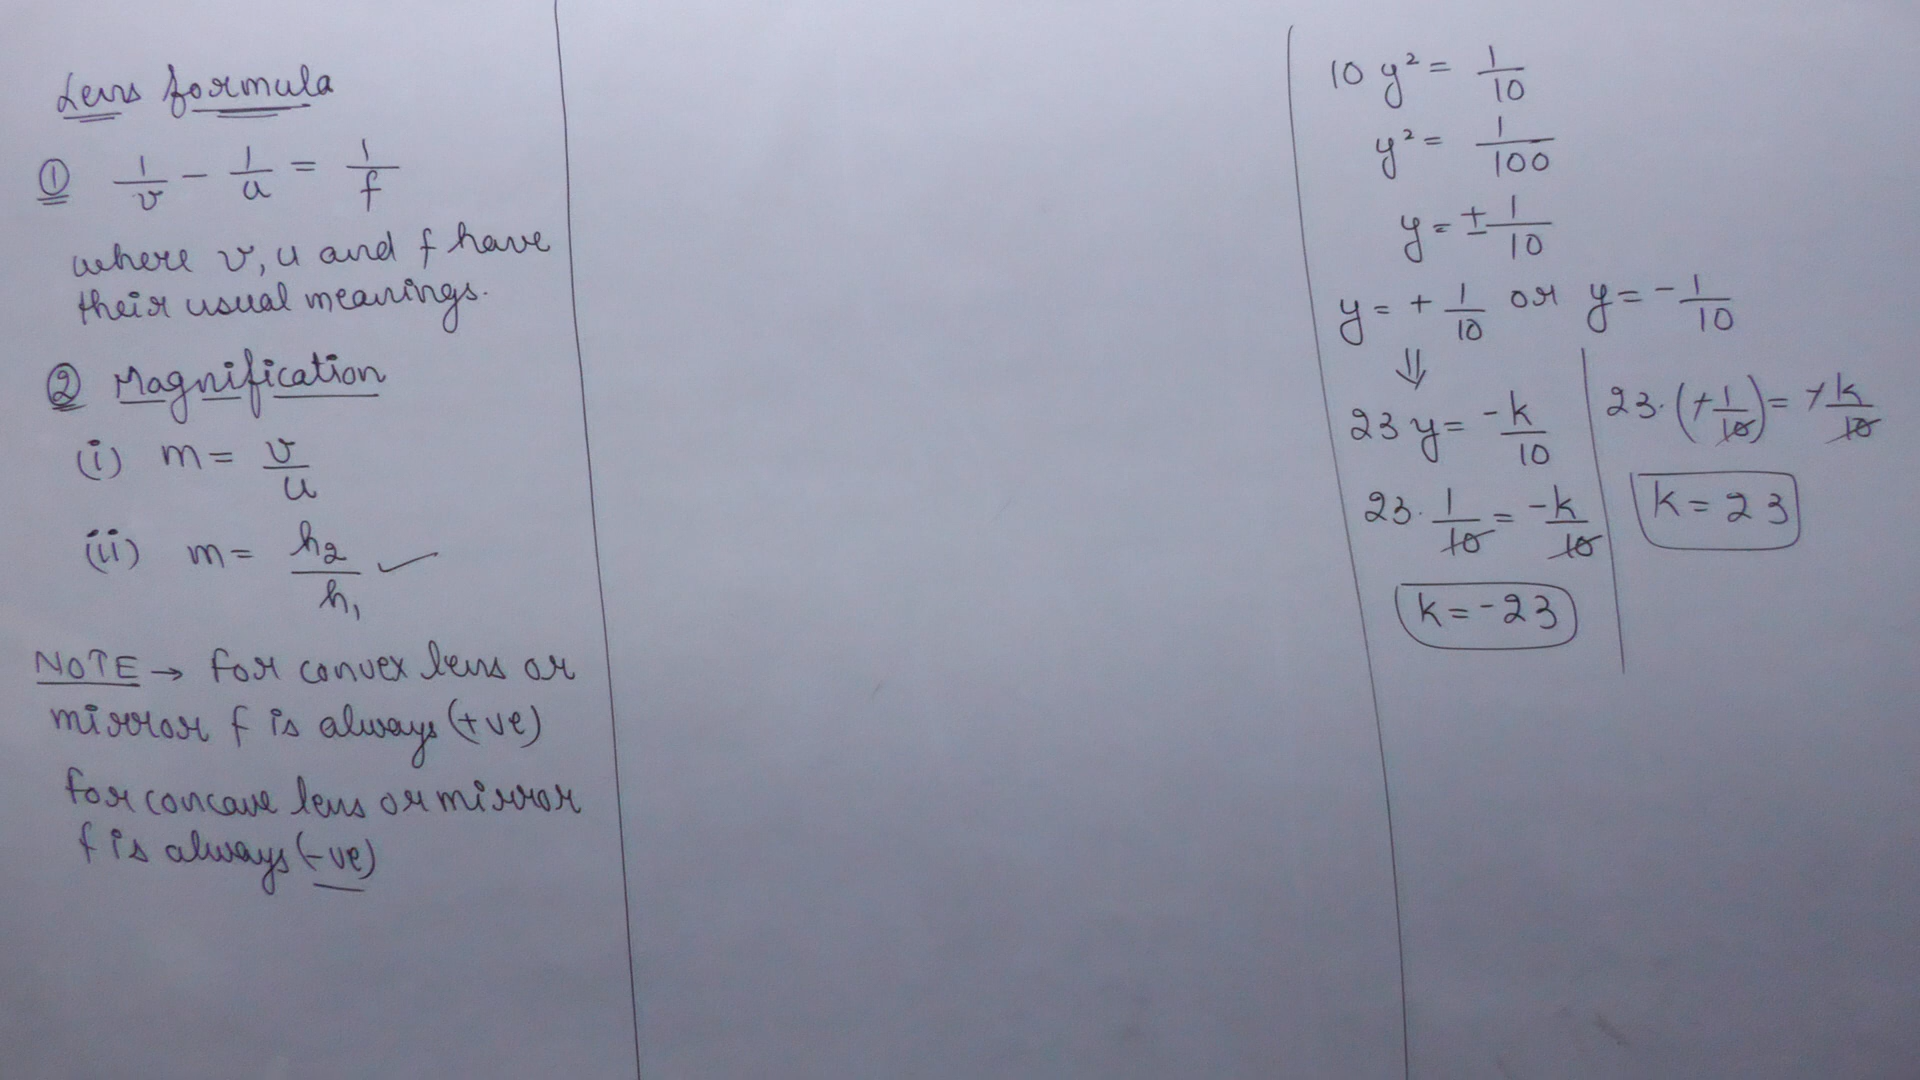 Lens formula
① 1/v - 1/u = 1/f
where v, u and f have
their usual meanings.
② Magnification
(i) m = v/u
(ii) m = h₂/h₁ ✓
NOTE → For convex lens or
mirror f is always (+ve)
for concave lens or mirror
f is always (-ve)
10 y² = 1/10
y² = 1/100
y = ± 1/10
y = + 1/10 or y = - 1/10
⇓
23 y = -k/10
23 · 1/10 = -k/10
k = -23
23 · (+1/10) = +k/10
k = 23